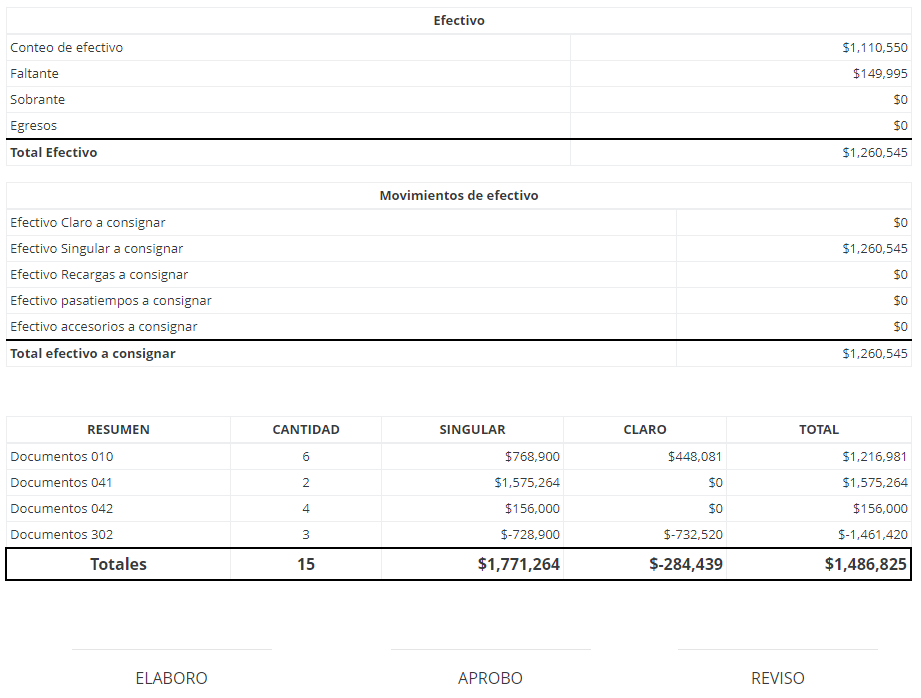 Efectivo
Conteo de efectivo $1,110,550
Faltante $149,995
Sobrante $0
Egresos $0
Total Efectivo $1,260,545
Movimientos de efectivo
Efectivo Claro a consignar $0
Efectivo Singular a consignar $1,260,545
Efectivo Recargas a consignar $0
Efectivo pasatiempos a consignar $0
Efectivo accesorios a consignar $0
Total efectivo a consignar $1,260,545
RESUMEN CANTIDAD SINGULAR CLARO TOTAL
Documentos 010 6 $768,900 $448,081 $1,216,981
Documentos 041 2 $1,575,264 $0 $1,575,264
Documentos 042 4 $156,000 $0 $156,000
Documentos 302 3 $-728,900 $-732,520 $-1,461,420
Totales 15 $1,771,264 $-284,439 $1,486,825
ELABORO APROBO REVISO